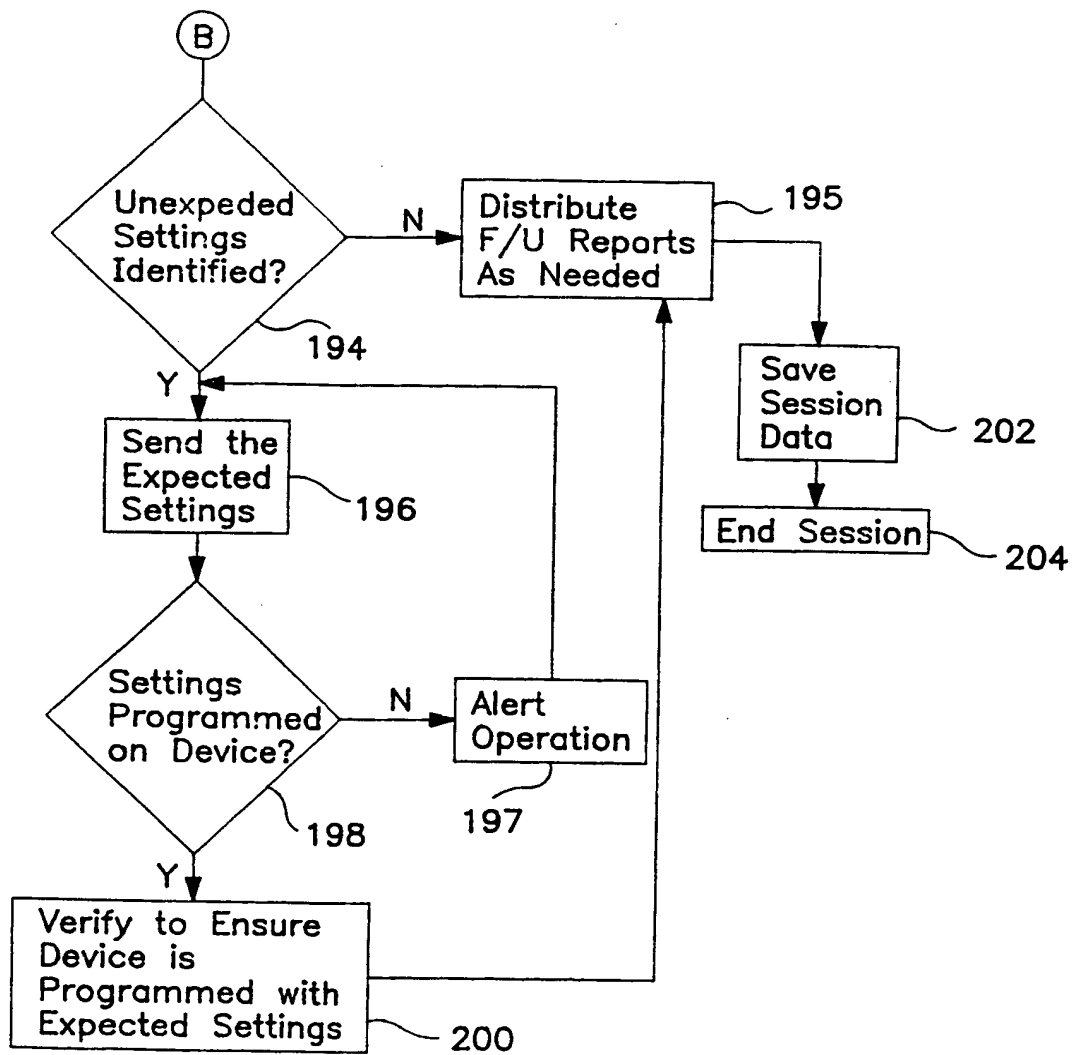 B
Unexpeded
Settings
Identified?
N
Distribute
F/U Reports
As Needed
195
194
Y
Save
Session
Data
202
Send the
Expected
Settings
196
End Session
204
Settings
Programmed
on Device?
N
Alert
Operation
197
198
Y
Verify to Ensure
Device is
Programmed with
Expected Settings
200